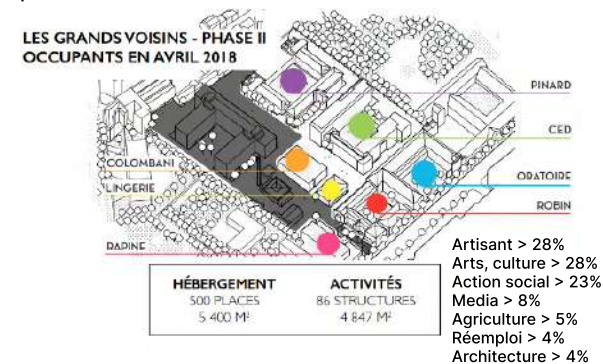 LES GRANDS VOISINS - PHASE II
OCCUPANTS EN AVRIL 2018
PINARD
CED
COLOMBANI
ORATOIRE
LINGERIE
ROBIN
RAPINE
HÉBERGEMENT
500 PLACES
5 400 M²
ACTIVITÉS
86 STRUCTURES
4 847 M²
Artisant > 28%
Arts, culture > 28%
Action social > 23%
Media > 8%
Agriculture > 5%
Réemploi > 4%
Architecture > 4%